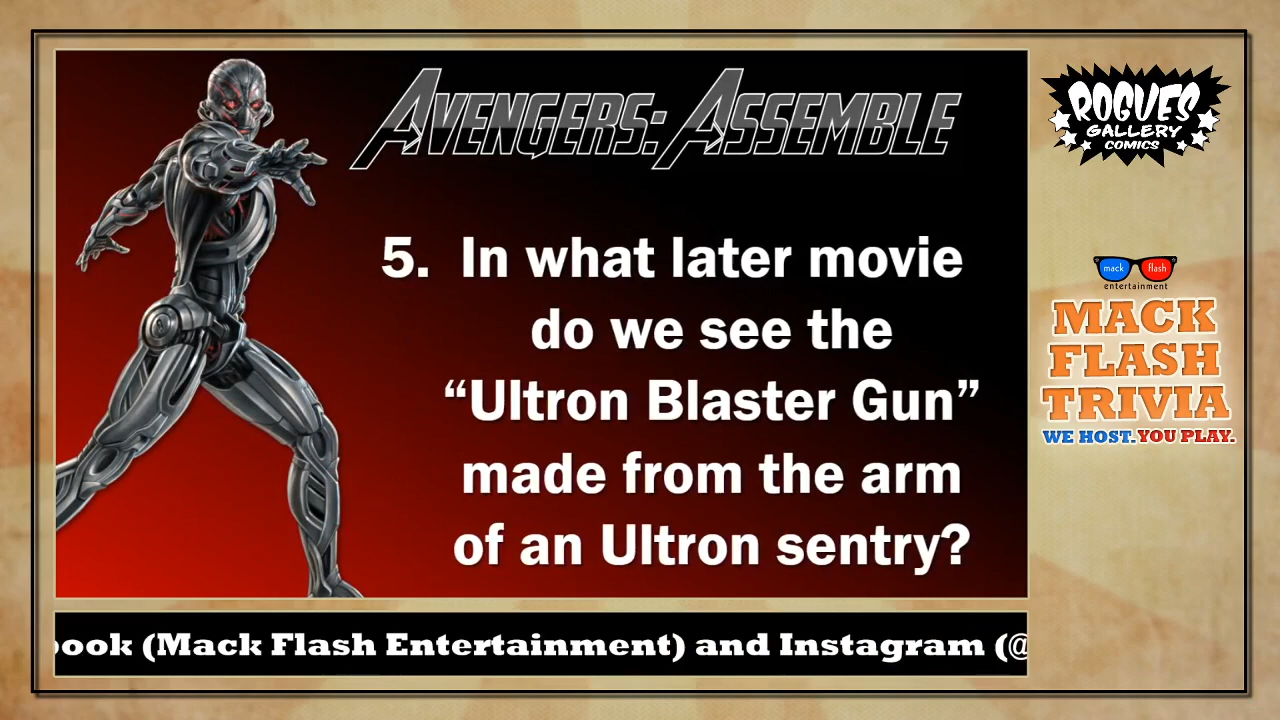 AVENGERS: ASSEMBLE
5. In what later movie
do we see the
“Ultron Blaster Gun”
made from the arm
of an Ultron sentry?
ROGUES
GALLERY
COMICS
mack flash
entertainment
MACK
FLASH
TRIVIA
WE HOST. YOU PLAY.
book (Mack Flash Entertainment) and Instagram (@